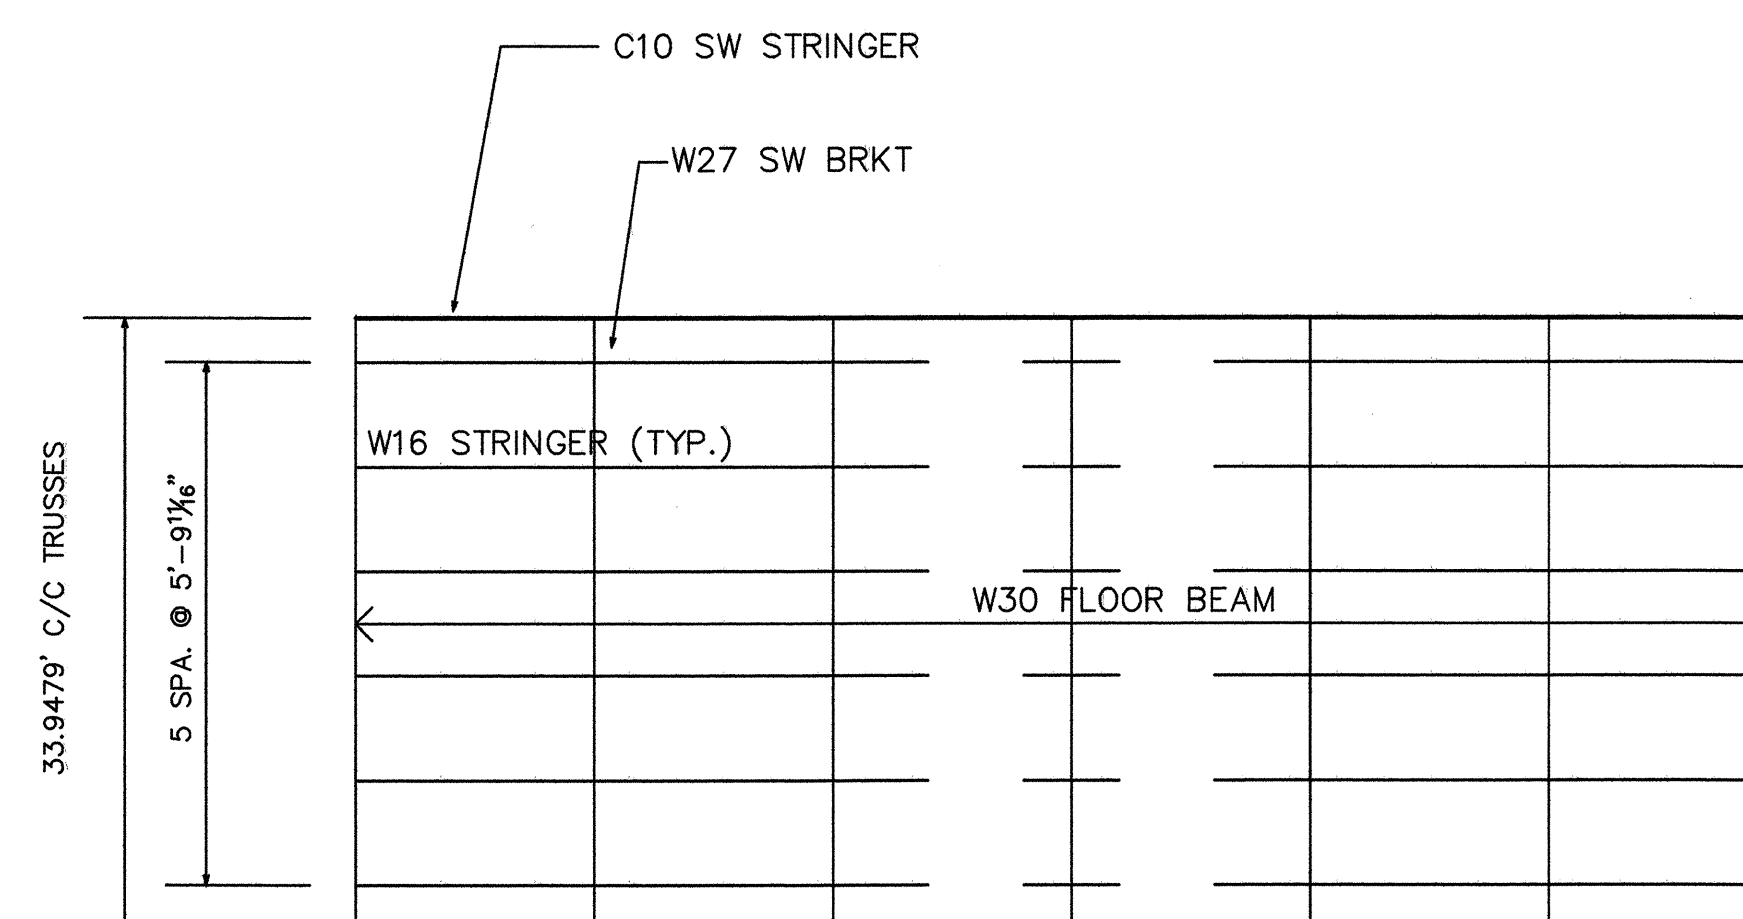 C10 SW STRINGER
W27 SW BRKT
W16 STRINGER (TYP.)
W30 FLOOR BEAM
33.9479' C/C TRUSSES
5 SPA. @ 5'-9 11/16"